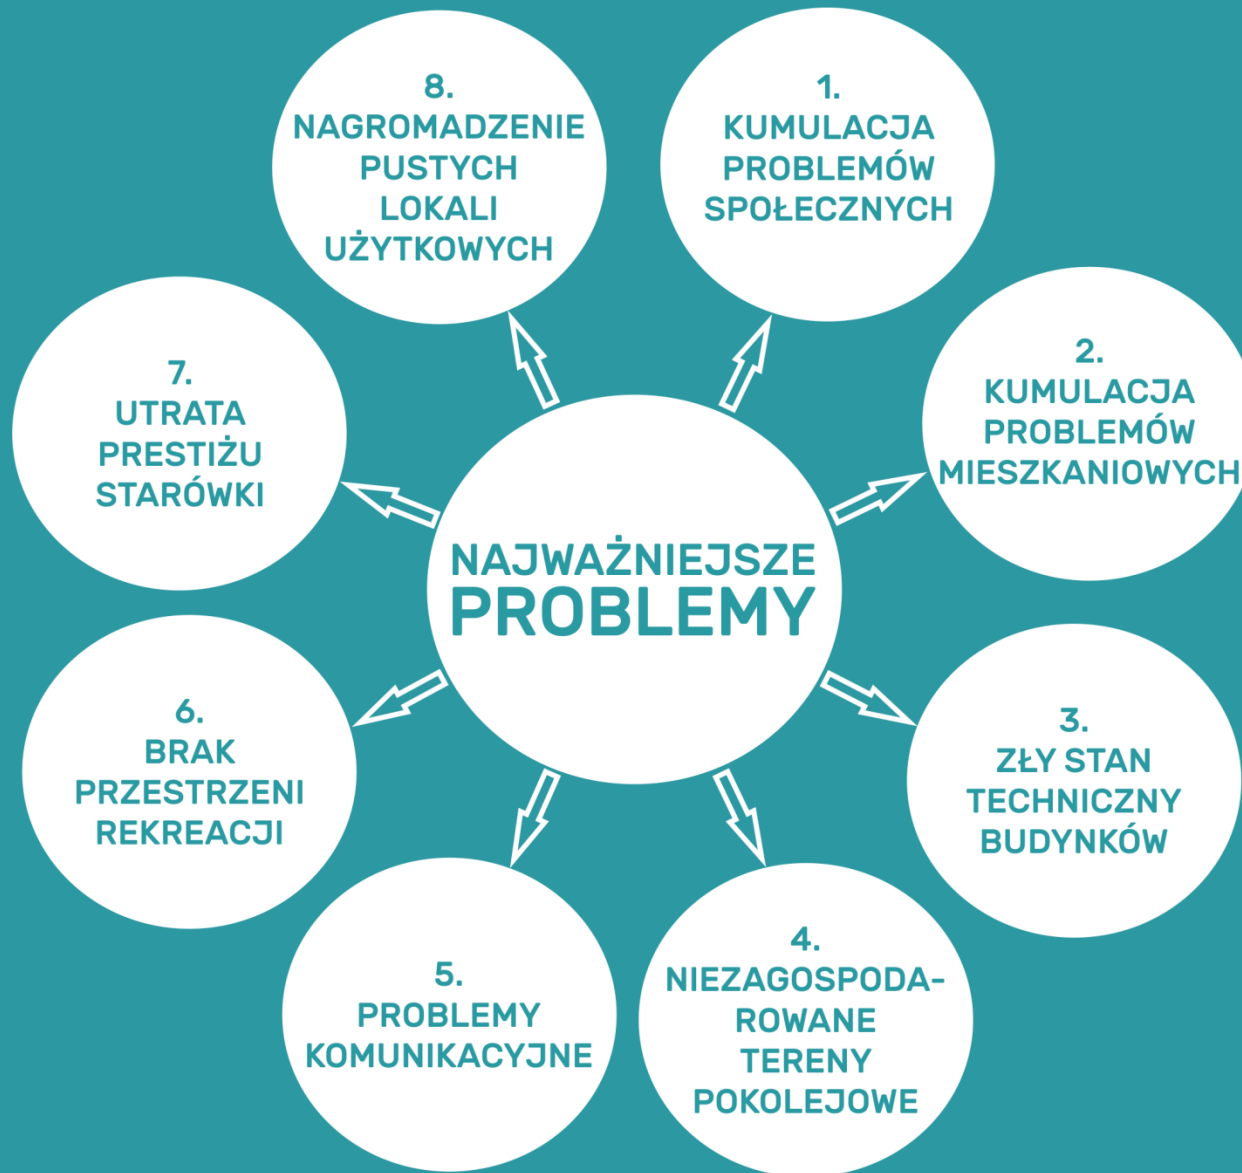 NAJWAŻNIEJSZE
PROBLEMY
1.
KUMULACJA
PROBLEMÓW
SPOŁECZNYCH
2.
KUMULACJA
PROBLEMÓW
MIESZKANIOWYCH
3.
ZŁY STAN
TECHNICZNY
BUDYNKÓW
4.
NIEZAGOSPODA-
ROWANE
TERENY
POKOLEJOWE
5.
PROBLEMY
KOMUNIKACYJNE
6.
BRAK
PRZESTRZENI
REKREACJI
7.
UTRATA
PRESTIŻU
STARÓWKI
8.
NAGROMADZENIE
PUSTYCH
LOKALI
UŻYTKOWYCH